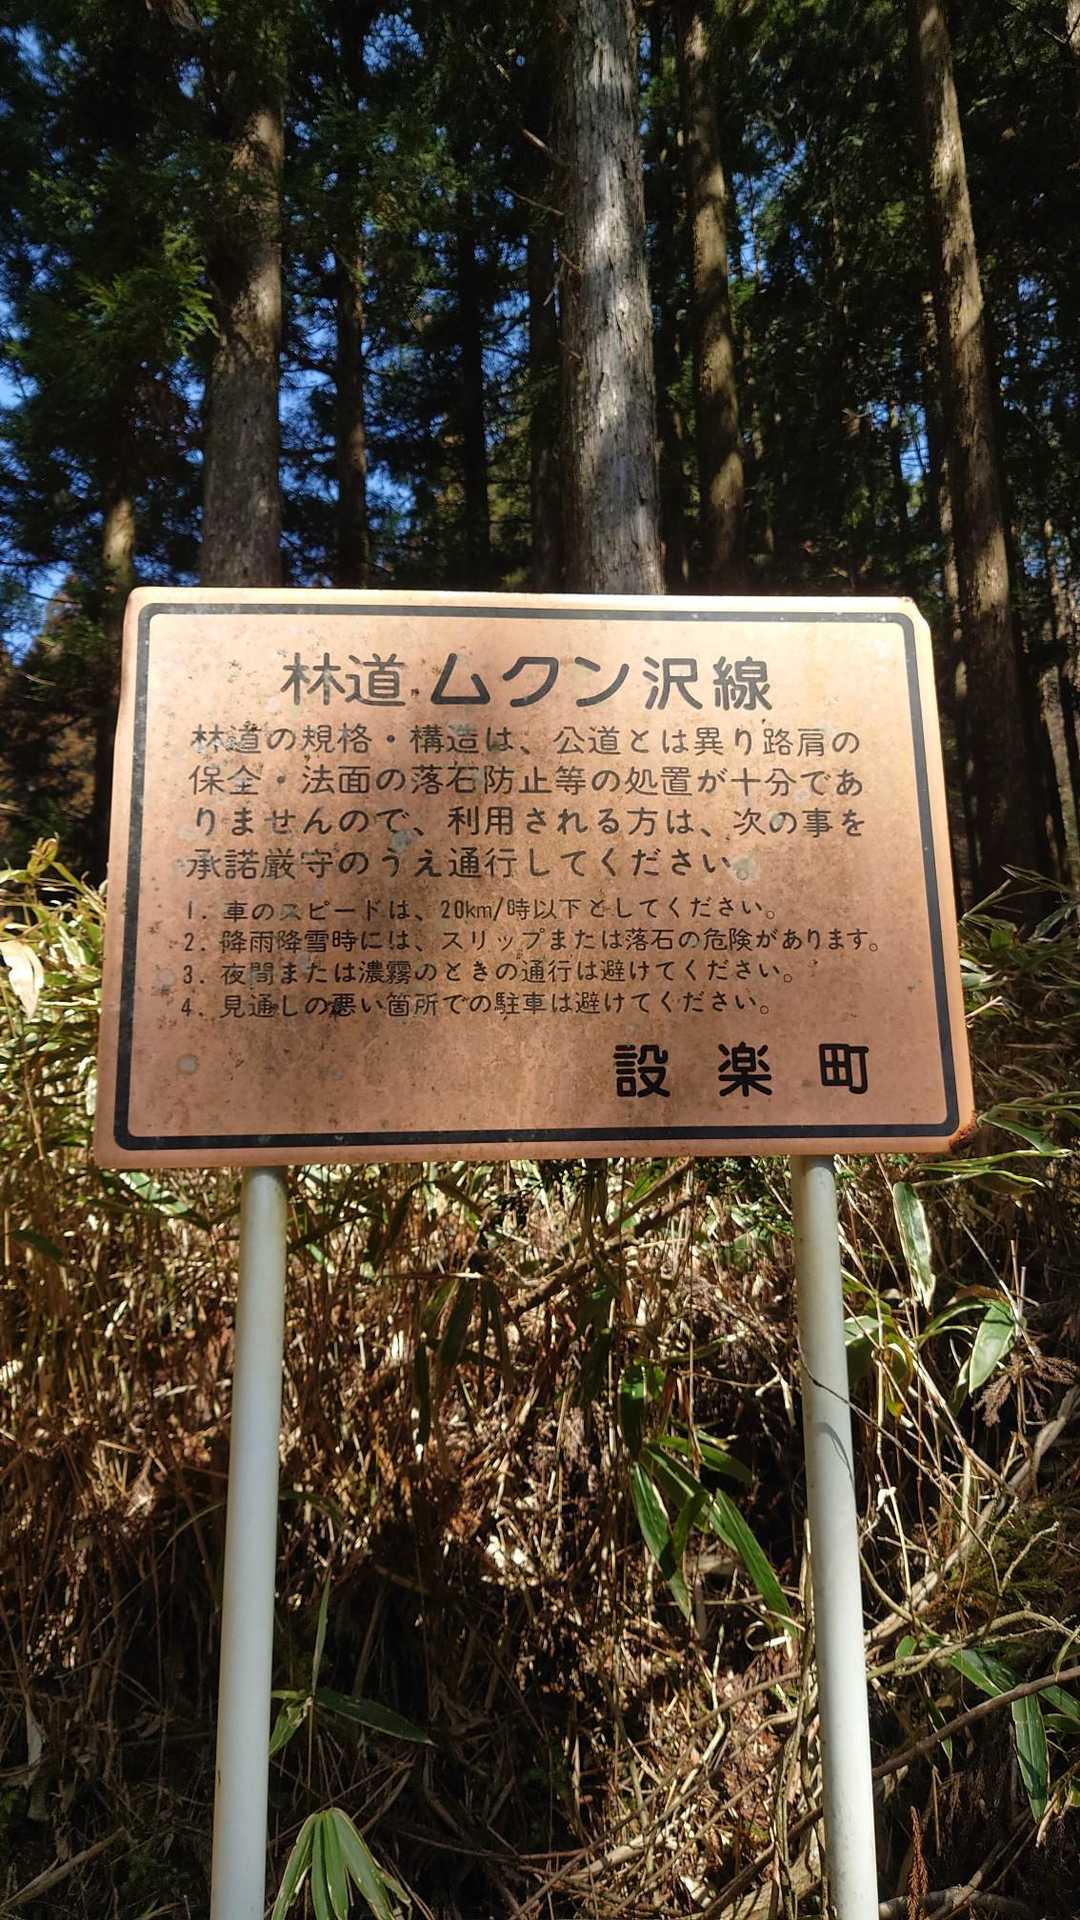 林道 ムクン沢線
林道の規格・構造は、公道とは異り路肩の
保全・法面の落石防止等の処置が十分であ
りませんので、利用される方は、次の事を
承諾厳守のうえ通行してください。
1. 車のスピードは、20km/時以下としてください。
2. 降雨降雪時には、スリップまたは落石の危険があります。
3. 夜間または濃霧のときの通行は避けてください。
4. 見通しの悪い箇所での駐車は避けてください。
設楽町